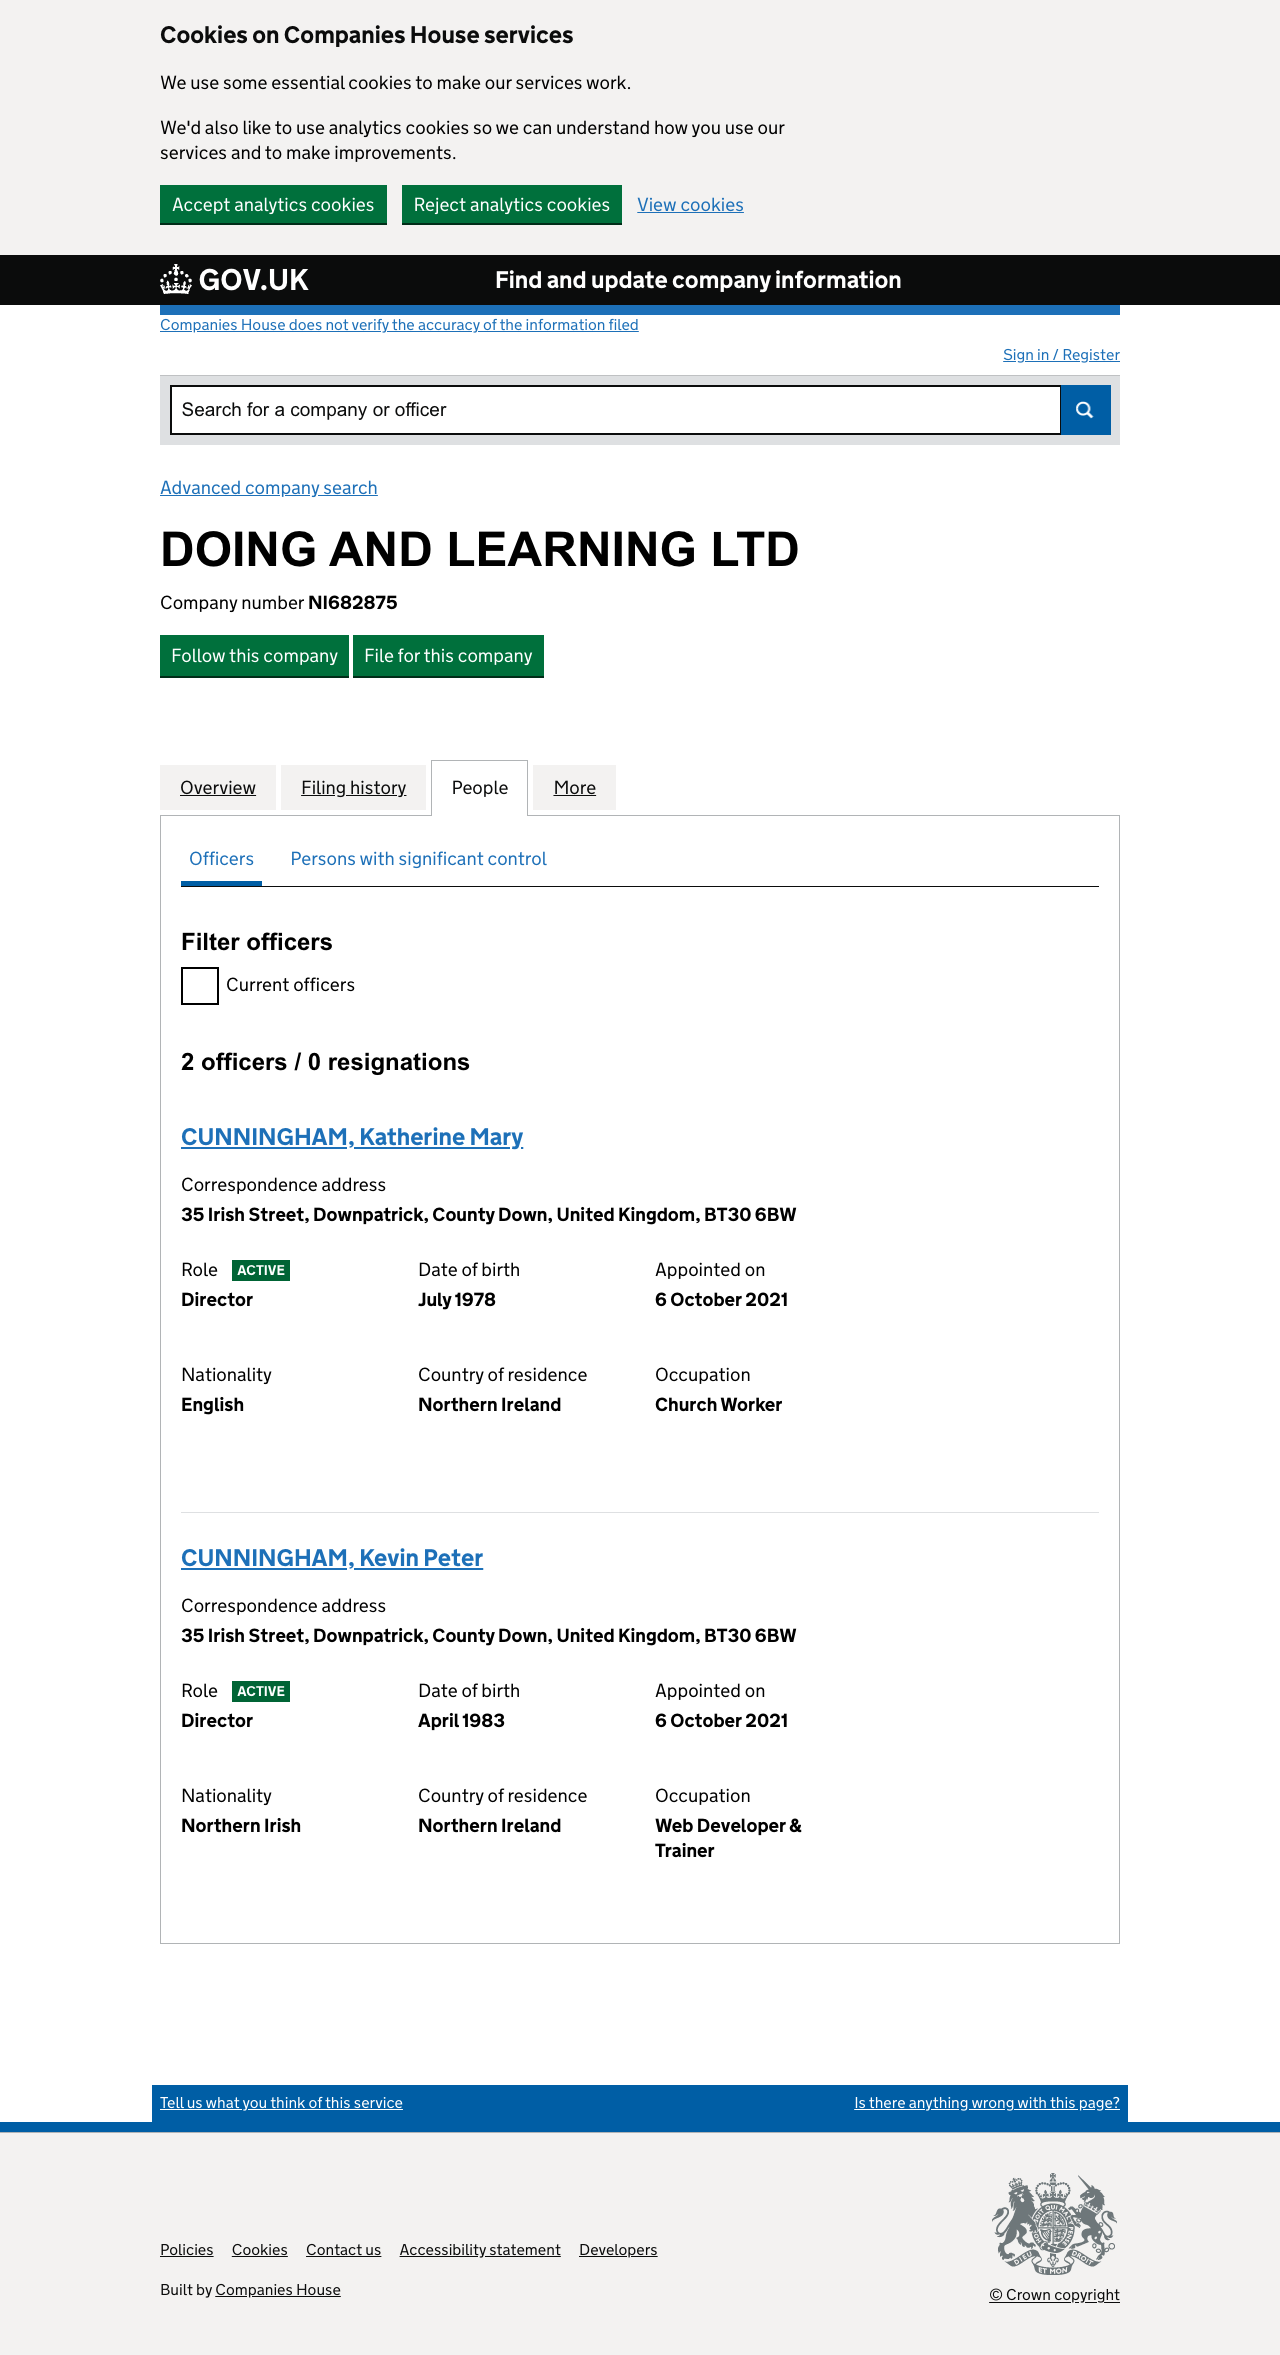 Cookies on Companies House services
We use some essential cookies to make our services work.
We'd also like to use analytics cookies so we can understand how you use our
services and to make improvements.
Accept analytics cookies Reject analytics cookies View cookies
GOV.UK Find and update company information
Companies House does not verify the accuracy of the information filed
Sign in / Register
Search for a company or officer
Advanced company search
DOING AND LEARNING LTD
Company number NI682875
Follow this company File for this company
Overview Filing history People More
Officers Persons with significant control
Filter officers
Current officers
2 officers / 0 resignations
CUNNINGHAM, Katherine Mary
Correspondence address
35 Irish Street, Downpatrick, County Down, United Kingdom, BT30 6BW
Role ACTIVE Date of birth Appointed on
Director July 1978 6 October 2021
Nationality Country of residence Occupation
English Northern Ireland Church Worker
CUNNINGHAM, Kevin Peter
Correspondence address
35 Irish Street, Downpatrick, County Down, United Kingdom, BT30 6BW
Role ACTIVE Date of birth Appointed on
Director April 1983 6 October 2021
Nationality Country of residence Occupation
Northern Irish Northern Ireland Web Developer &
Trainer
Tell us what you think of this service Is there anything wrong with this page?
Policies Cookies Contact us Accessibility statement Developers
Built by Companies House
© Crown copyright